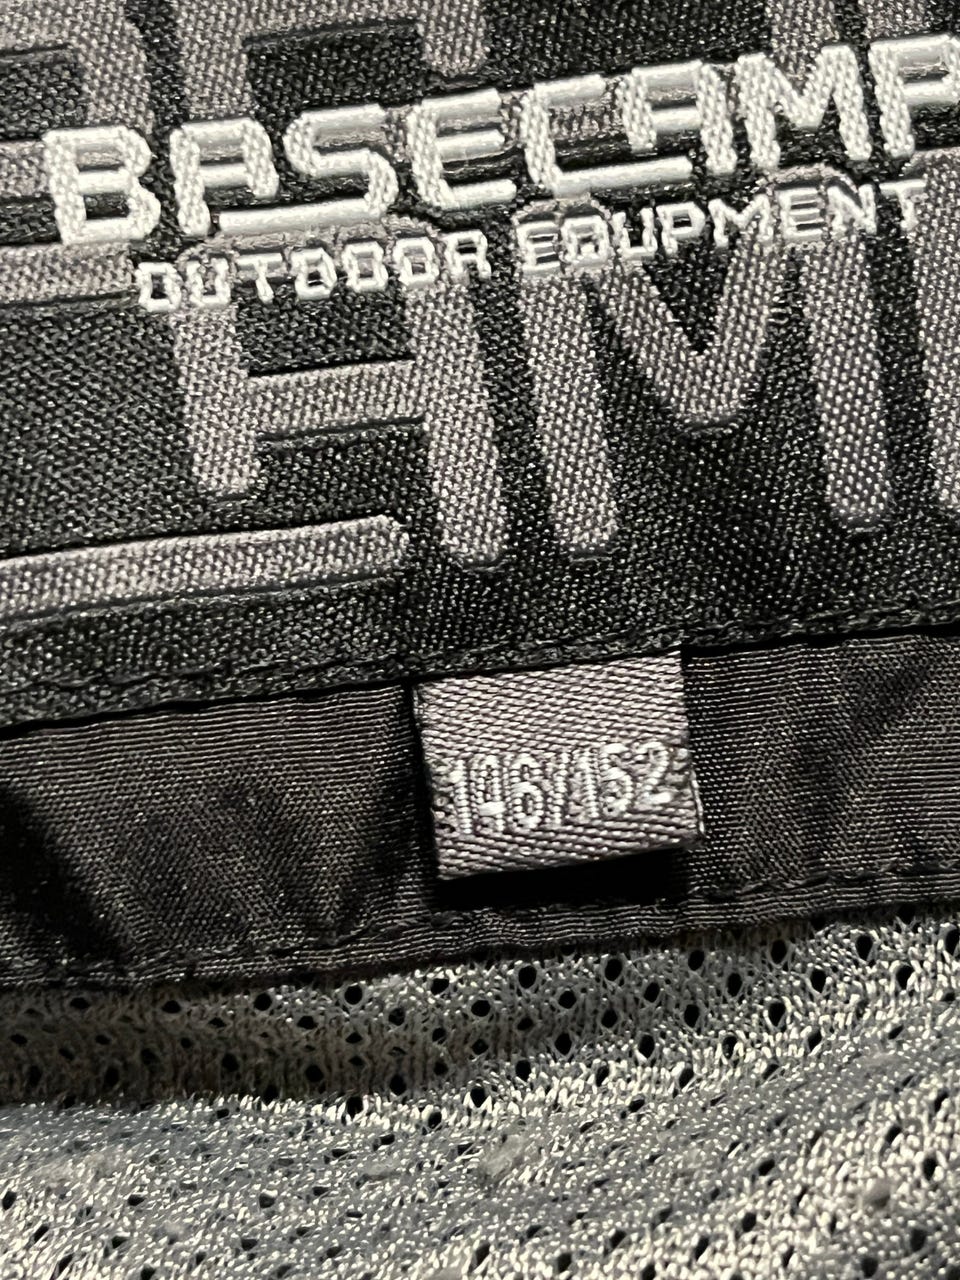 BASECAMP
OUTDOOR EQUIPMENT
146/152